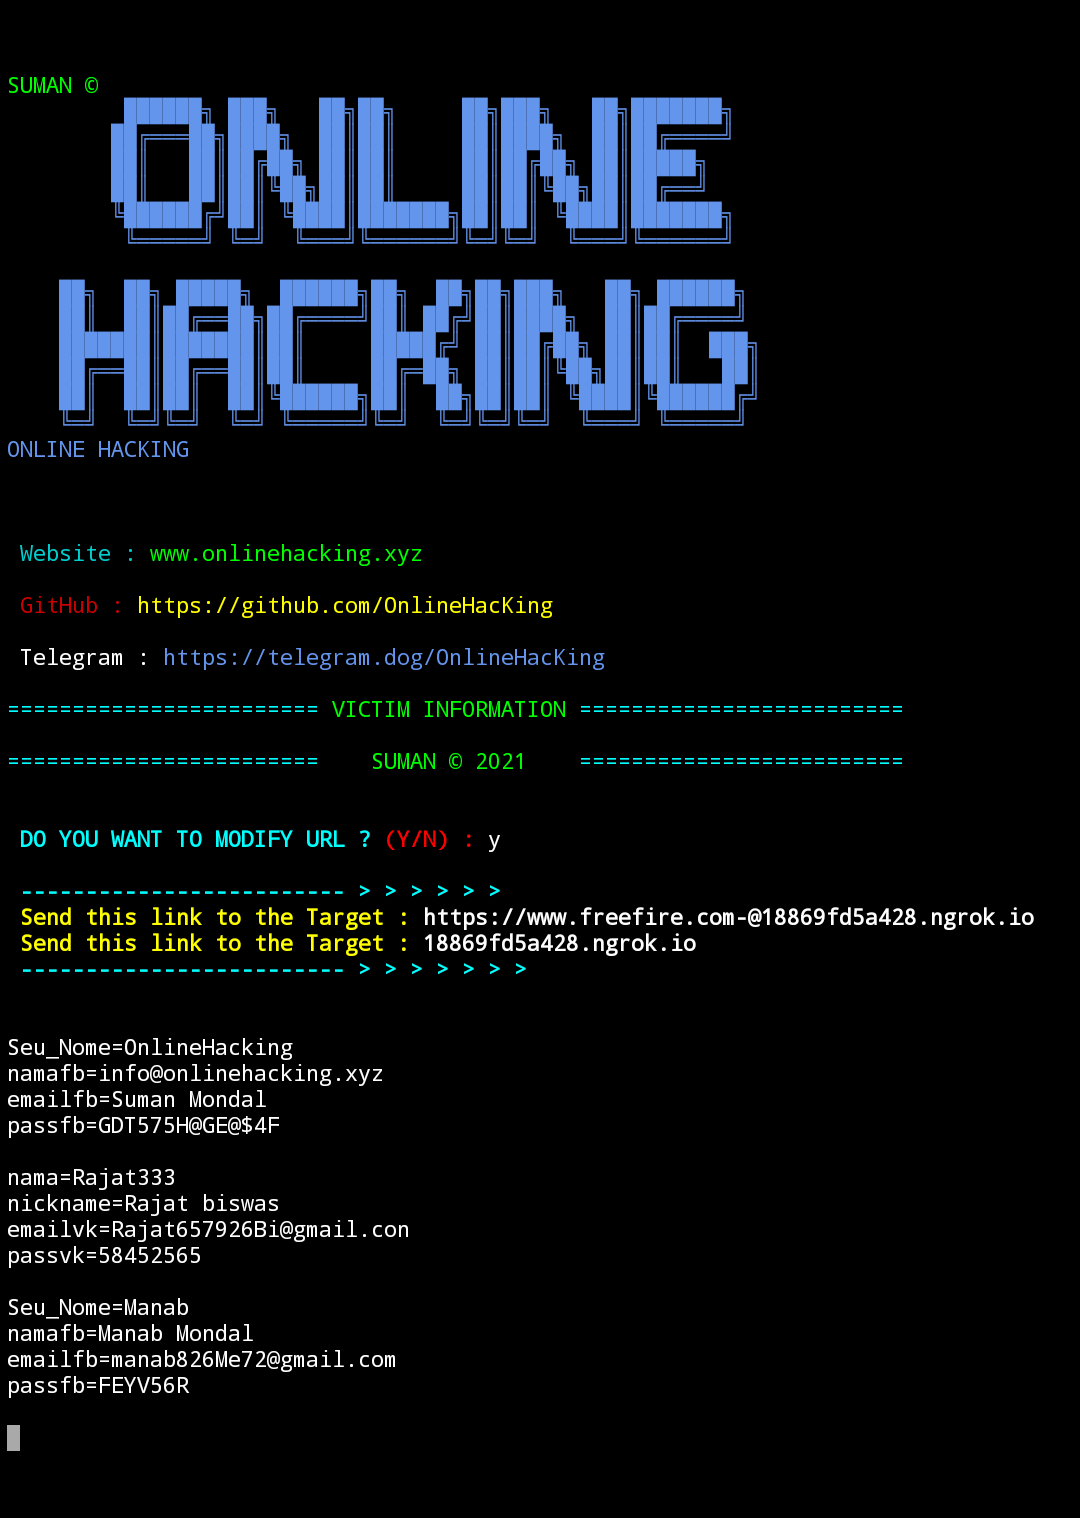 SUMAN ©
ONLINE
HACKING
ONLINE HACKING
Website : www.onlinehacking.xyz
GitHub : https://github.com/OnlineHacKing
Telegram : https://telegram.dog/OnlineHacKing
======================== VICTIM INFORMATION =========================
======================== SUMAN © 2021 =========================
DO YOU WANT TO MODIFY URL ? (Y/N) : y
------------------------- > > > > > >
Send this link to the Target : https://www.freefire.com-@18869fd5a428.ngrok.io
Send this link to the Target : 18869fd5a428.ngrok.io
------------------------- > > > > > > >
Seu_Nome=OnlineHacking
namafb=info@onlinehacking.xyz
emailfb=Suman Mondal
passfb=GDT575H@GE@$4F
nama=Rajat333
nickname=Rajat biswas
emailvk=Rajat657926Bi@gmail.con
passvk=58452565
Seu_Nome=Manab
namafb=Manab Mondal
emailfb=manab826Me72@gmail.com
passfb=FEYV56R